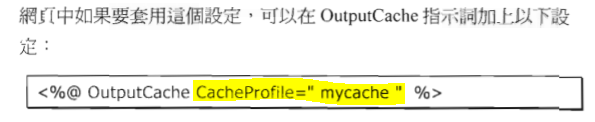 網頁中如果要套用這個設定，可以在 OutputCache 指示詞加上以下設
定：
<%@ OutputCache CacheProfile=" mycache " %>